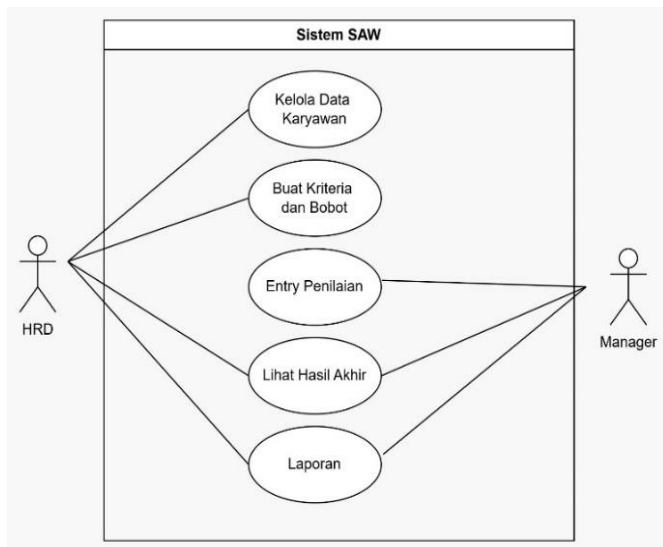 Sistem SAW
Kelola Data
Karyawan
Buat Kriteria
dan Bobot
Entry Penilaian
HRD
Manager
Lihat Hasil Akhir
Laporan